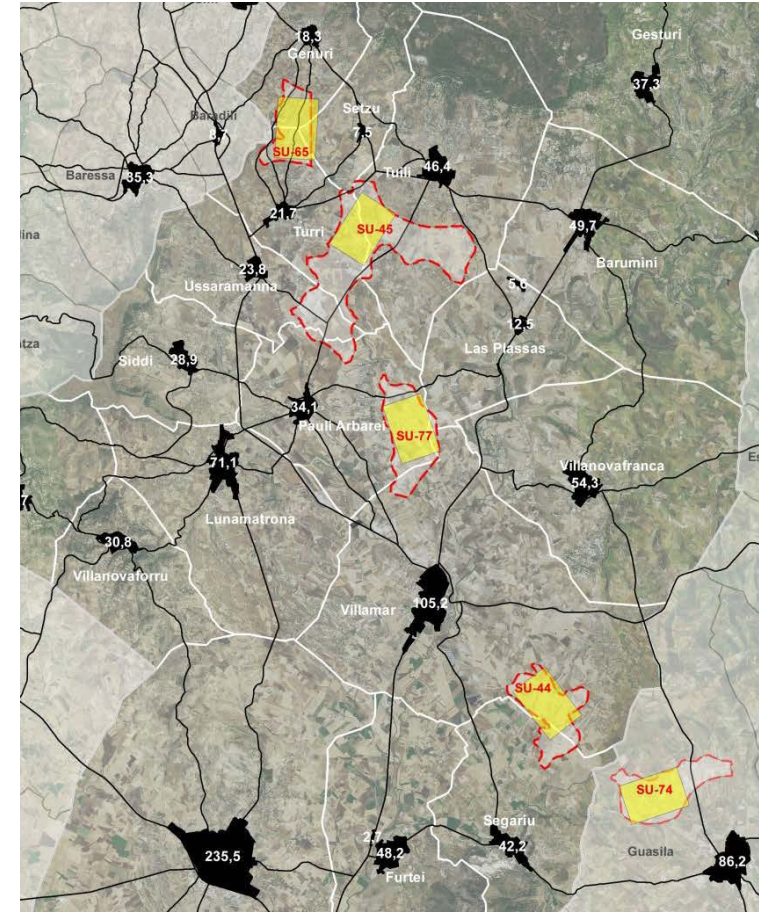 18,3
Genuri
Gesturi
37,3
Setzu
7,5
Baradili
SU-65
Baressa
35,3
46,4
Tuili
21,7
Turri
SU-45
49,7
Barumini
23,8
Ussaramanna
5,6
12,5
Las Plassas
Siddi
28,9
34,1
Pauli Arbarei
SU-77
71,1
Lunamatrona
Villanovafranca
54,3
30,8
Villanovaforru
Villamar
105,2
SU-44
SU-74
Segariu
42,2
2,7
48,2
Furtei
235,5
Guasila
86,2